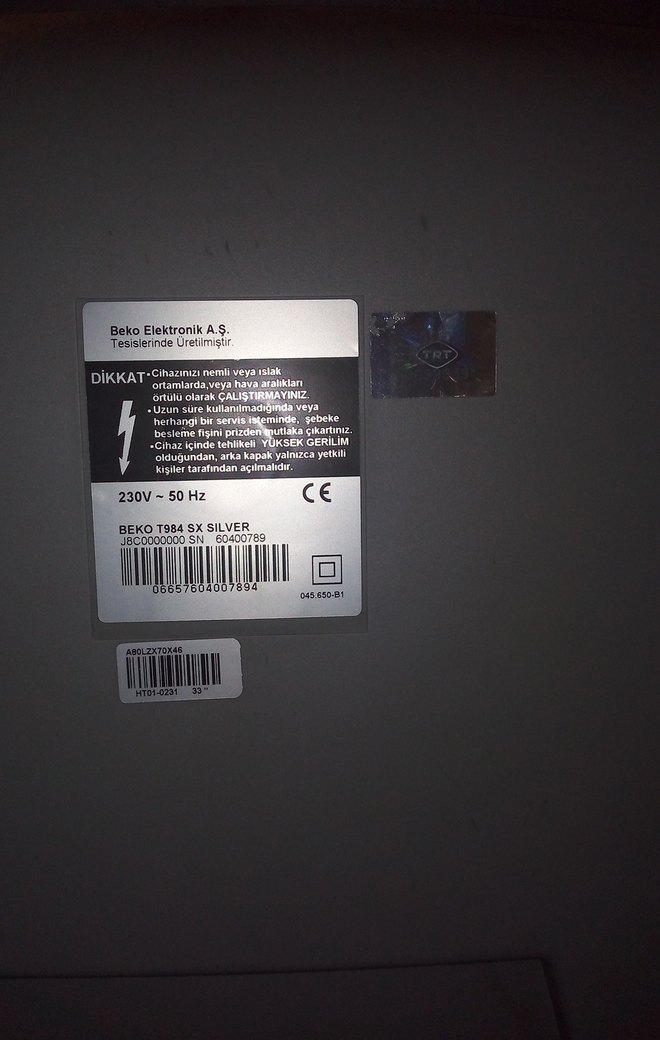 Beko Elektronik A.Ş.
Tesislerinde Üretilmiştir.
TRT
DİKKAT
• Cihazınızı nemli veya ıslak
ortamlarda,veya hava aralıkları
örtülü olarak ÇALIŞTIRMAYINIZ.
• Uzun süre kullanılmadığında veya
herhangi bir servis isteminde, şebeke
besleme fişini prizden mutlaka çıkartınız.
• Cihaz içinde tehlikeli YÜKSEK GERİLİM
olduğundan, arka kapak yalnızca yetkili
kişiler tarafından açılmalıdır.
230V ~ 50 Hz CE
BEKO T984 SX SILVER
J8C0000000 SN 60400789
06657604007894
045.650-B1
A80LZX70X46
HT01-0231 33 "